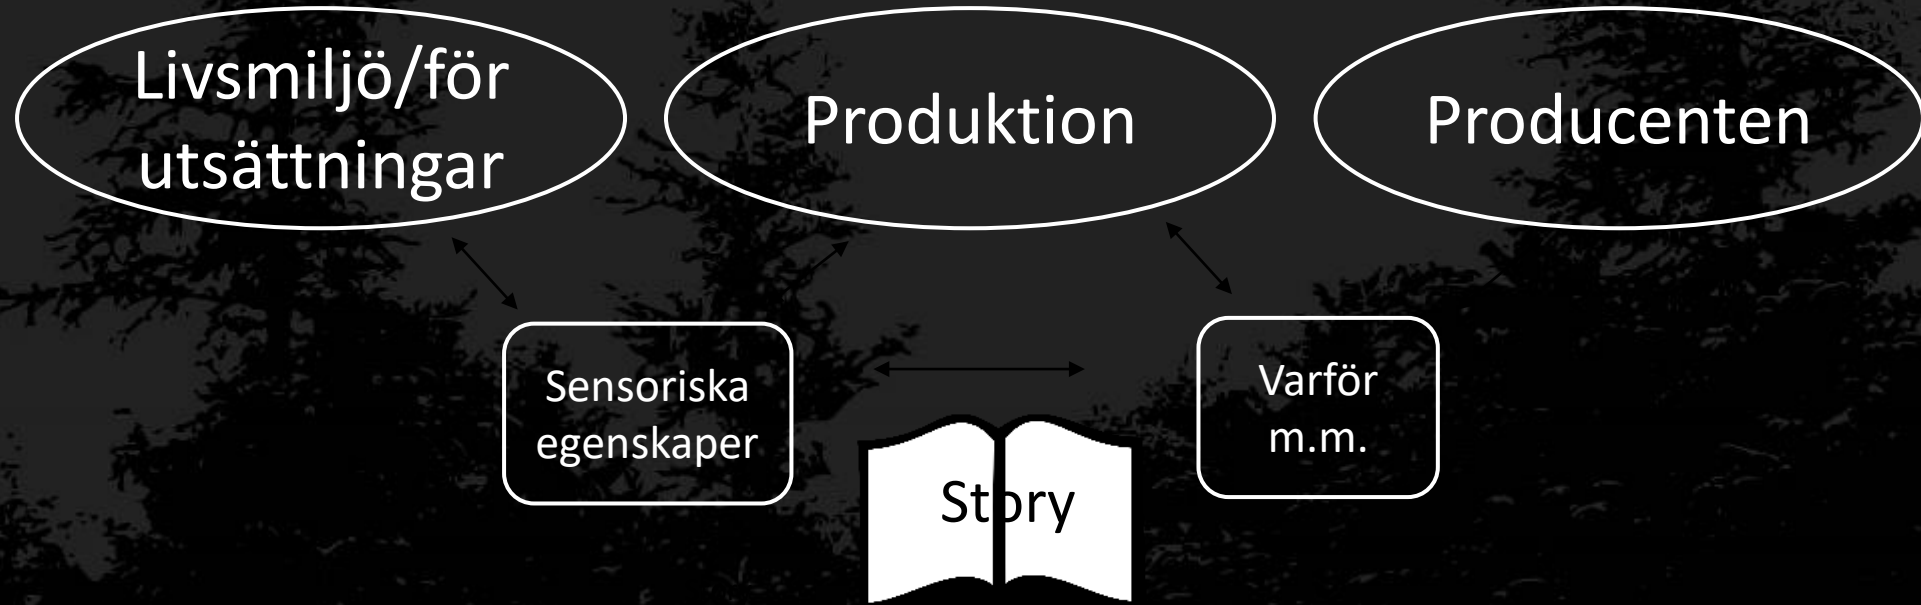 Livsmiljö/för
utsättningar
Produktion
Producenten
Sensoriska
egenskaper
Varför
m.m.
Story